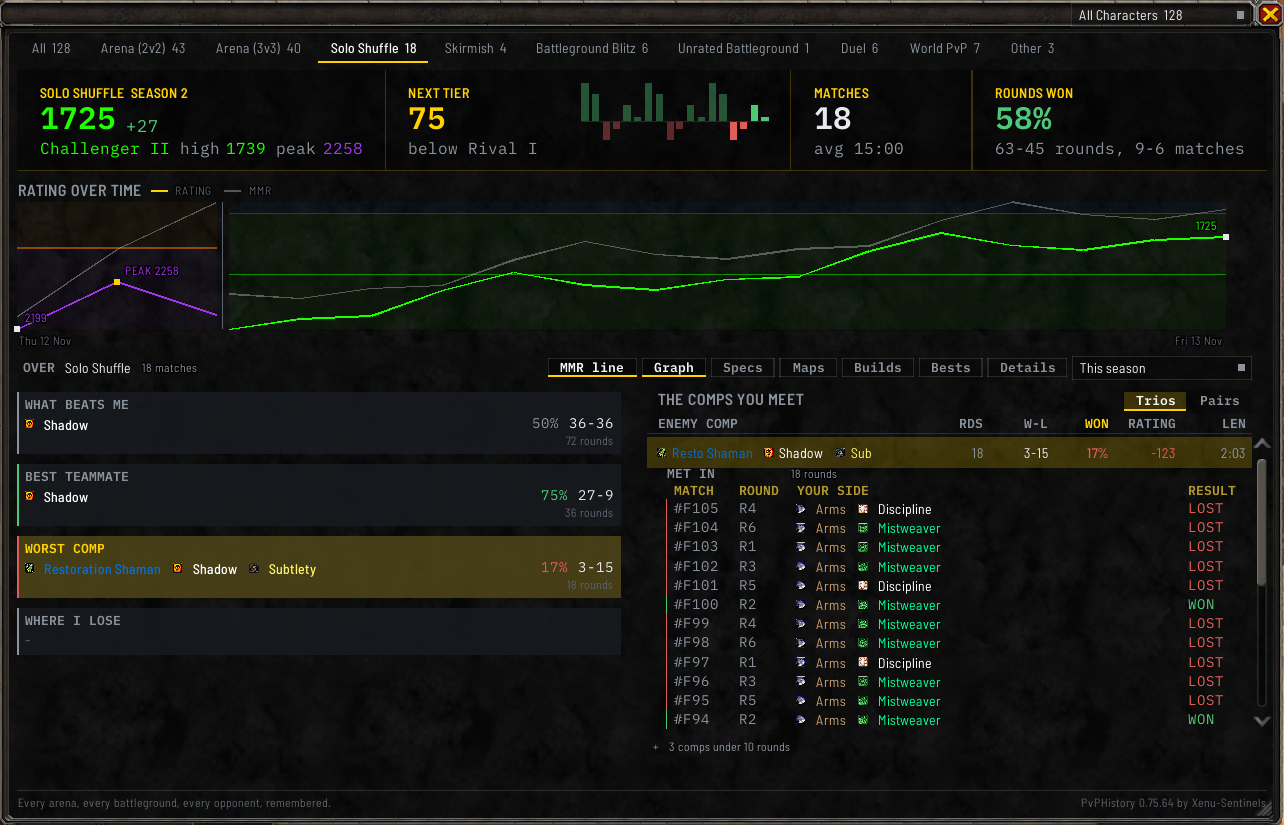 All Characters 128
All 128 Arena (2v2) 43 Arena (3v3) 40 Solo Shuffle 18 Skirmish 4 Battleground Blitz 6 Unrated Battleground 1 Duel 6 World PvP 7 Other 3
SOLO SHUFFLE SEASON 2
1725 +27
Challenger II high 1739 peak 2258
NEXT TIER
75
below Rival I
MATCHES
18
avg 15:00
ROUNDS WON
58%
63-45 rounds, 9-6 matches
RATING OVER TIME RATING MMR
1725
PEAK 2258
2199
Thu 12 Nov Fri 13 Nov
OVER Solo Shuffle 18 matches MMR line Graph Specs Maps Builds Bests Details This season
WHAT BEATS ME
Shadow 50% 36-36
72 rounds
BEST TEAMMATE
Shadow 75% 27-9
36 rounds
WORST COMP
Restoration Shaman Shadow Subtlety 17% 3-15
18 rounds
WHERE I LOSE
-
THE COMPS YOU MEET Trios Pairs
ENEMY COMP RDS W-L WON RATING LEN
Resto Shaman Shadow Sub 18 3-15 17% -123 2:03
MET IN 18 rounds
MATCH ROUND YOUR SIDE RESULT
#F105 R4 Arms Discipline LOST
#F104 R6 Arms Mistweaver LOST
#F103 R1 Arms Mistweaver LOST
#F102 R3 Arms Mistweaver LOST
#F101 R5 Arms Discipline LOST
#F100 R2 Arms Mistweaver WON
#F99 R4 Arms Mistweaver LOST
#F98 R6 Arms Mistweaver LOST
#F97 R1 Arms Discipline LOST
#F96 R3 Arms Mistweaver LOST
#F95 R5 Arms Mistweaver LOST
#F94 R2 Arms Mistweaver WON
+ 3 comps under 10 rounds
Every arena, every battleground, every opponent, remembered.
PvPHistory 0.75.64 by Xenu-Sentinels